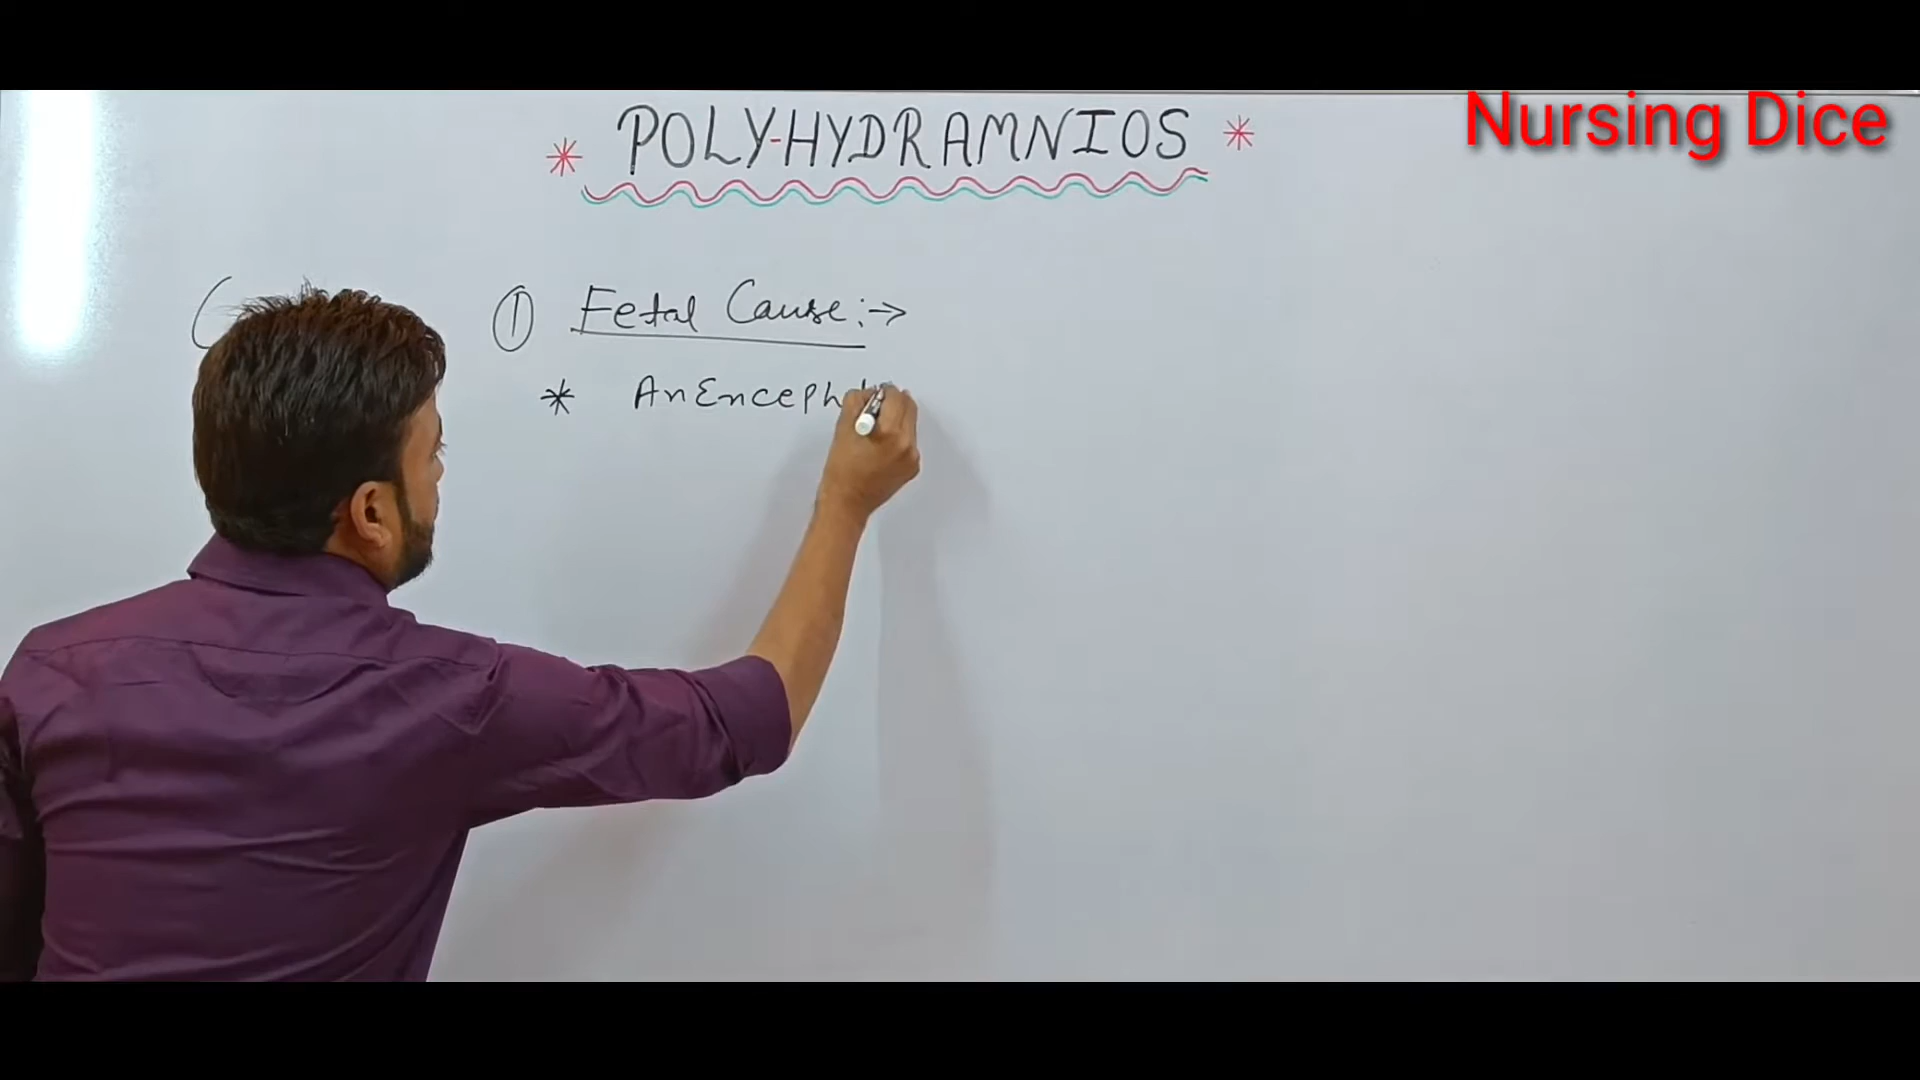 Nursing Dice
* POLY-HYDRAMNIOS *
① Fetal Cause :→
* AnEnceph